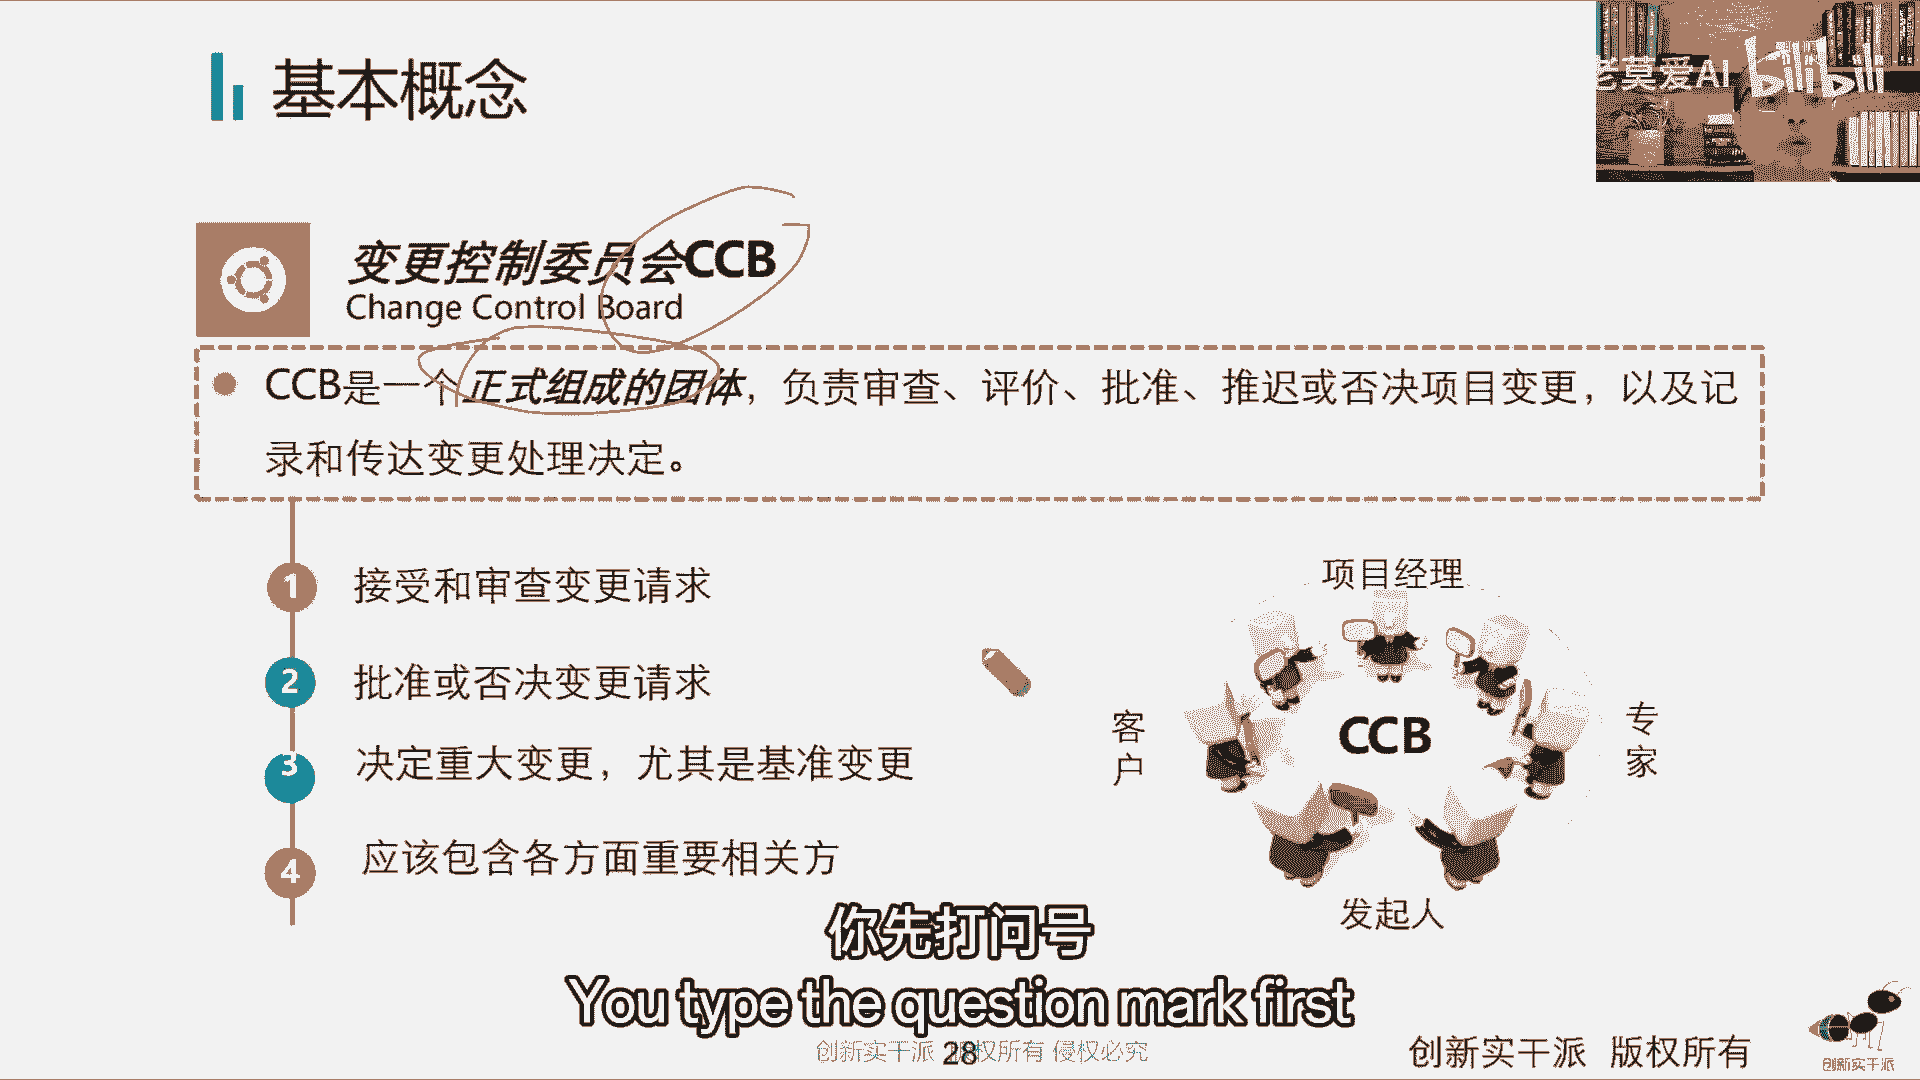 基本概念
老莫爱AI bilibili
变更控制委员会CCB
Change Control Board
CCB是一个正式组成的团体，负责审查、评价、批准、推迟或否决项目变更，以及记
录和传达变更处理决定。
1 接受和审查变更请求
2 批准或否决变更请求
3 决定重大变更，尤其是基准变更
4 应该包含各方面重要相关方
项目经理
客户
CCB
专家
发起人
你先打问号
You type the question mark first
创新实干派 版权所有 侵权必究
28
创新实干派 版权所有
创新实干派